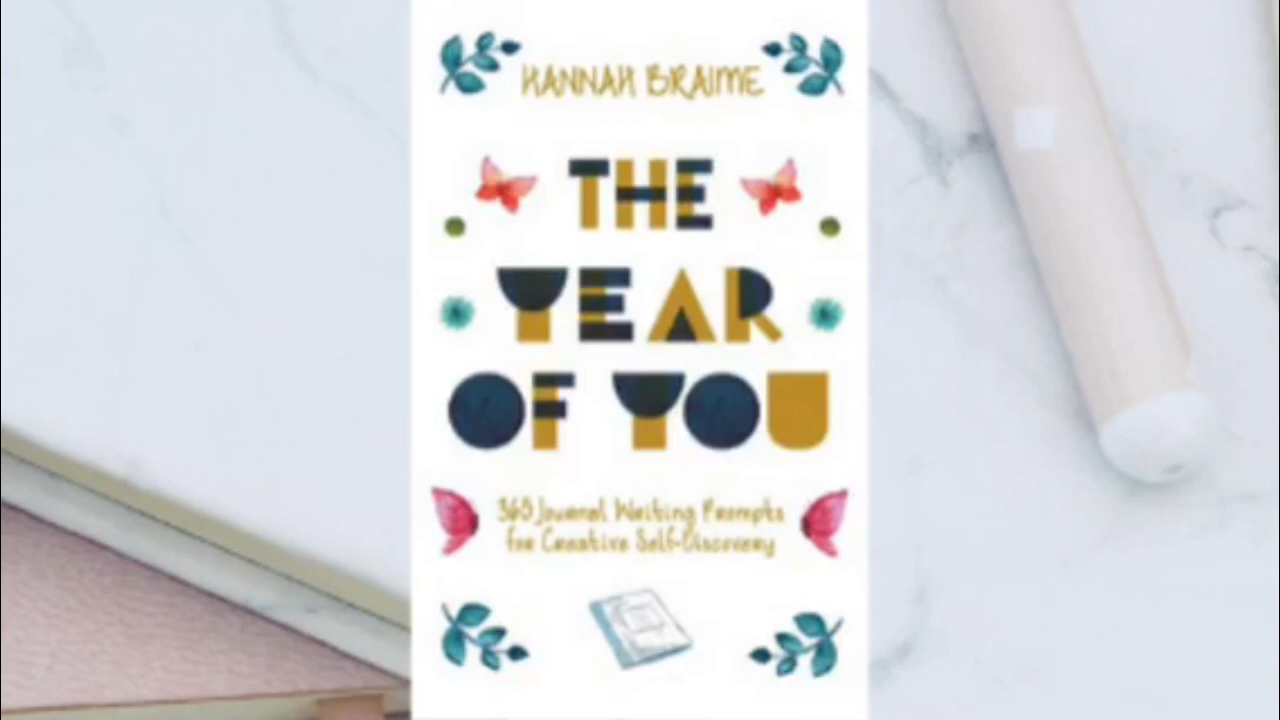 HANNAH BRAIME
THE
YEAR
OF YOU
365 Journal Writing Prompts
for Creative Self-Discovery